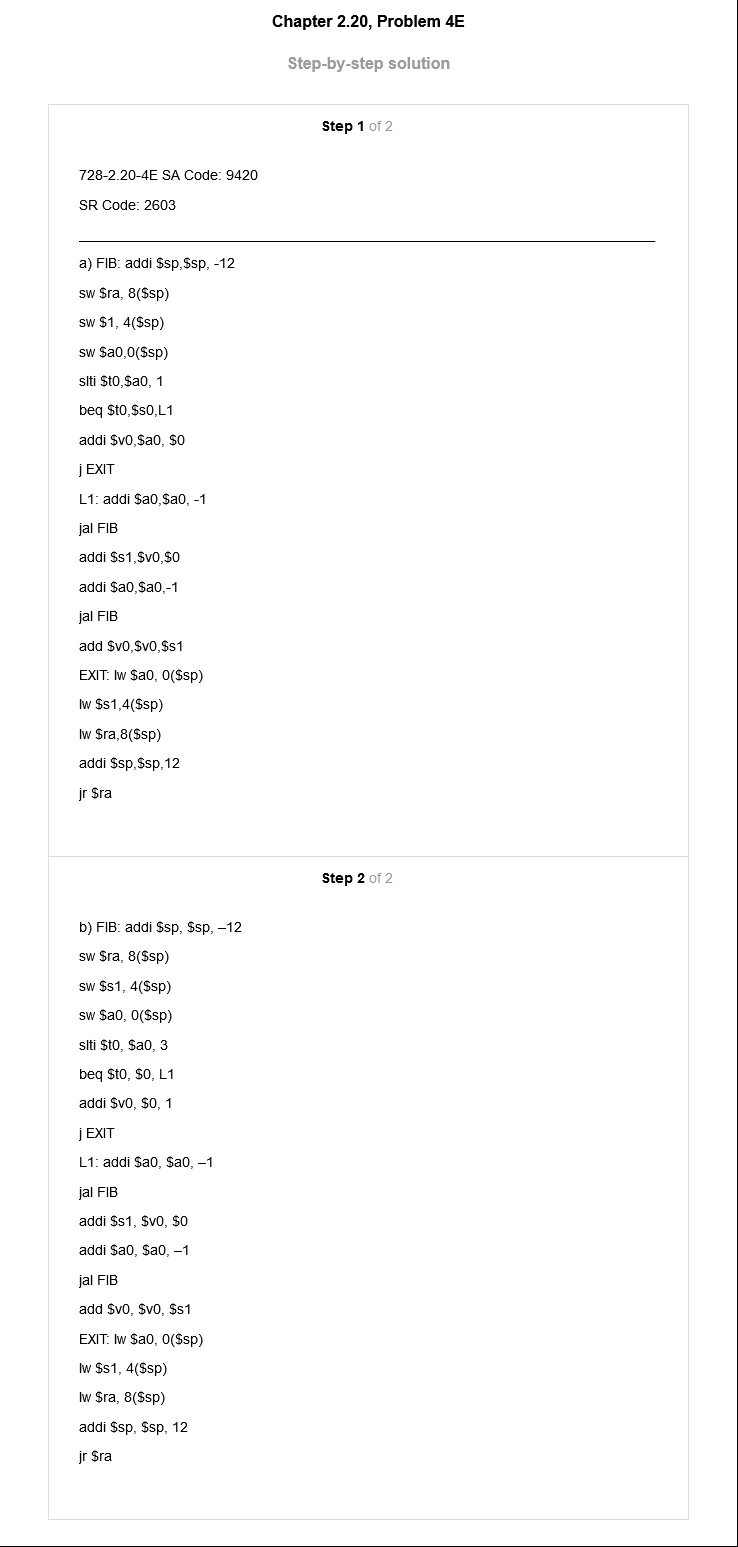 Chapter 2.20, Problem 4E
Step-by-step solution
Step 1 of 2
728-2.20-4E SA Code: 9420
SR Code: 2603
a) FIB: addi $sp,$sp, -12
sw $ra, 8($sp)
sw $1, 4($sp)
sw $a0,0($sp)
slti $t0,$a0, 1
beq $t0,$s0,L1
addi $v0,$a0, $0
j EXIT
L1: addi $a0,$a0, -1
jal FIB
addi $s1,$v0,$0
addi $a0,$a0,-1
jal FIB
add $v0,$v0,$s1
EXIT: lw $a0, 0($sp)
lw $s1,4($sp)
lw $ra,8($sp)
addi $sp,$sp,12
jr $ra
Step 2 of 2
b) FIB: addi $sp, $sp, –12
sw $ra, 8($sp)
sw $s1, 4($sp)
sw $a0, 0($sp)
slti $t0, $a0, 3
beq $t0, $0, L1
addi $v0, $0, 1
j EXIT
L1: addi $a0, $a0, –1
jal FIB
addi $s1, $v0, $0
addi $a0, $a0, –1
jal FIB
add $v0, $v0, $s1
EXIT: lw $a0, 0($sp)
lw $s1, 4($sp)
lw $ra, 8($sp)
addi $sp, $sp, 12
jr $ra